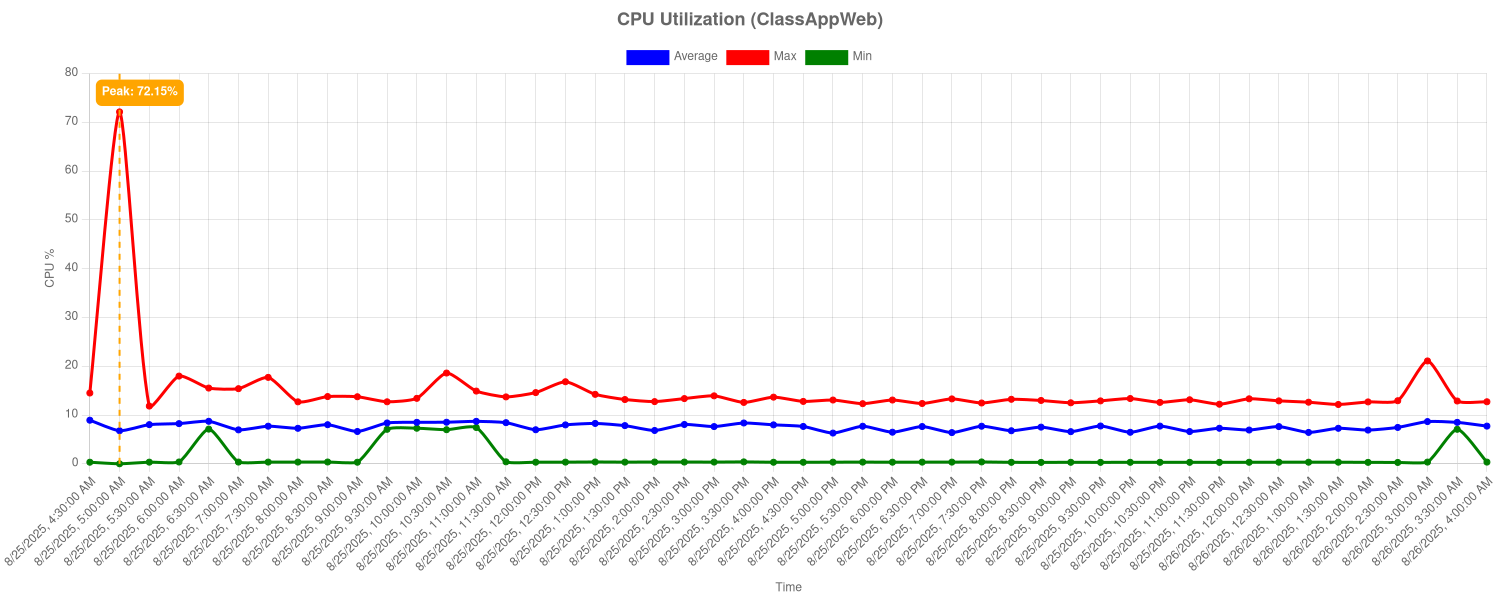 CPU Utilization (ClassAppWeb)
Average Max Min
Peak: 72.15%
80
70
60
50
40
30
20
10
0
CPU %
8/25/2025, 4:30:00 AM
8/25/2025, 5:00:00 AM
8/25/2025, 5:30:00 AM
8/25/2025, 6:00:00 AM
8/25/2025, 6:30:00 AM
8/25/2025, 7:00:00 AM
8/25/2025, 7:30:00 AM
8/25/2025, 8:00:00 AM
8/25/2025, 8:30:00 AM
8/25/2025, 9:00:00 AM
8/25/2025, 9:30:00 AM
8/25/2025, 10:00:00 AM
8/25/2025, 10:30:00 AM
8/25/2025, 11:00:00 AM
8/25/2025, 11:30:00 AM
8/25/2025, 12:00:00 PM
8/25/2025, 12:30:00 PM
8/25/2025, 1:00:00 PM
8/25/2025, 1:30:00 PM
8/25/2025, 2:00:00 PM
8/25/2025, 2:30:00 PM
8/25/2025, 3:00:00 PM
8/25/2025, 3:30:00 PM
8/25/2025, 4:00:00 PM
8/25/2025, 4:30:00 PM
8/25/2025, 5:00:00 PM
8/25/2025, 5:30:00 PM
8/25/2025, 6:00:00 PM
8/25/2025, 6:30:00 PM
8/25/2025, 7:00:00 PM
8/25/2025, 7:30:00 PM
8/25/2025, 8:00:00 PM
8/25/2025, 8:30:00 PM
8/25/2025, 9:00:00 PM
8/25/2025, 9:30:00 PM
8/25/2025, 10:00:00 PM
8/25/2025, 10:30:00 PM
8/25/2025, 11:00:00 PM
8/25/2025, 11:30:00 PM
8/26/2025, 12:00:00 AM
8/26/2025, 12:30:00 AM
8/26/2025, 1:00:00 AM
8/26/2025, 1:30:00 AM
8/26/2025, 2:00:00 AM
8/26/2025, 2:30:00 AM
8/26/2025, 3:00:00 AM
8/26/2025, 3:30:00 AM
8/26/2025, 4:00:00 AM
Time